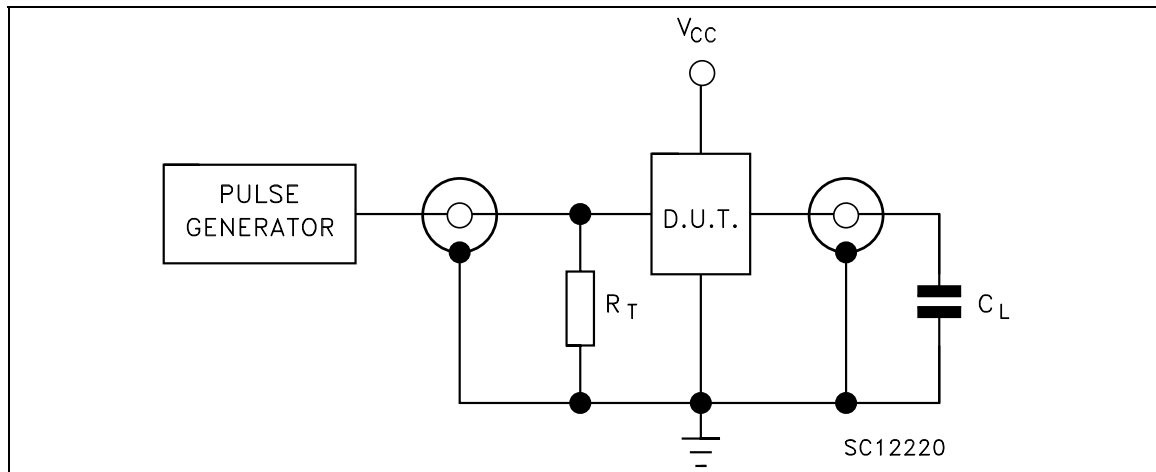 VCC
PULSE
GENERATOR
D.U.T.
RT
CL
SC12220